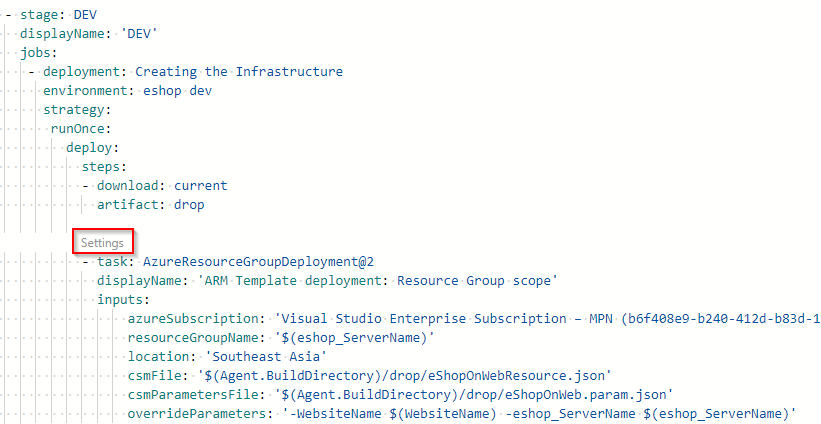 - stage: DEV
displayName: 'DEV'
jobs:
- deployment: Creating the Infrastructure
environment: eshop dev
strategy:
runOnce:
deploy:
steps:
- download: current
artifact: drop
Settings
- task: AzureResourceGroupDeployment@2
displayName: 'ARM Template deployment: Resource Group scope'
inputs:
azureSubscription: 'Visual Studio Enterprise Subscription – MPN (b6f408e9-b240-412d-b83d-1
resourceGroupName: '$(eshop_ServerName)'
location: 'Southeast Asia'
csmFile: '$(Agent.BuildDirectory)/drop/eShopOnWebResource.json'
csmParametersFile: '$(Agent.BuildDirectory)/drop/eShopOnWeb.param.json'
overrideParameters: '-WebsiteName $(WebsiteName) -eshop_ServerName $(eshop_ServerName)'